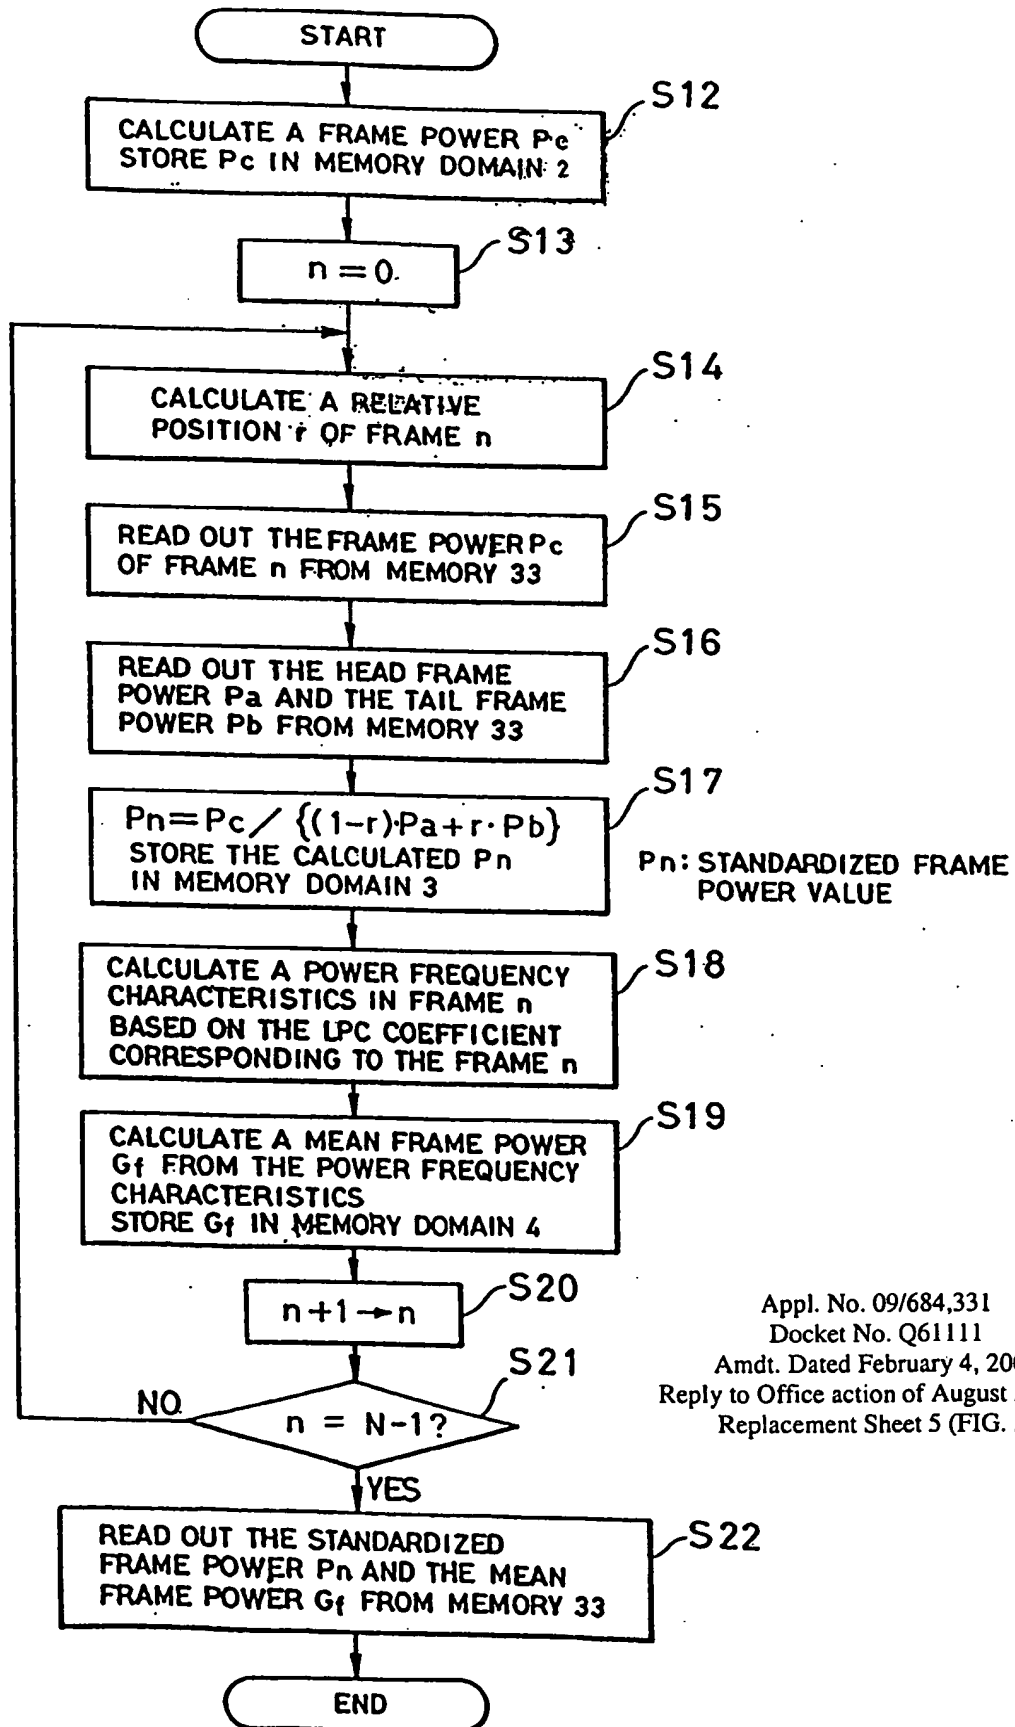 START
S12
CALCULATE A FRAME POWER Pc
STORE Pc IN MEMORY DOMAIN 2
S13
n = 0
S14
CALCULATE A RELATIVE
POSITION r OF FRAME n
S15
READ OUT THE FRAME POWER Pc
OF FRAME n FROM MEMORY 33
S16
READ OUT THE HEAD FRAME
POWER Pa AND THE TAIL FRAME
POWER Pb FROM MEMORY 33
S17
Pn=Pc/{(1-r)·Pa+r·Pb}
STORE THE CALCULATED Pn
IN MEMORY DOMAIN 3
Pn: STANDARDIZED FRAME
POWER VALUE
S18
CALCULATE A POWER FREQUENCY
CHARACTERISTICS IN FRAME n
BASED ON THE LPC COEFFICIENT
CORRESPONDING TO THE FRAME n
S19
CALCULATE A MEAN FRAME POWER
Gf FROM THE POWER FREQUENCY
CHARACTERISTICS
STORE Gf IN MEMORY DOMAIN 4
S20
n+1→n
Appl. No. 09/684,331
Docket No. Q61111
Amdt. Dated February 4, 200
Reply to Office action of August
Replacement Sheet 5 (FIG.
S21
NO
n = N-1?
YES
S22
READ OUT THE STANDARDIZED
FRAME POWER Pn AND THE MEAN
FRAME POWER Gf FROM MEMORY 33
END